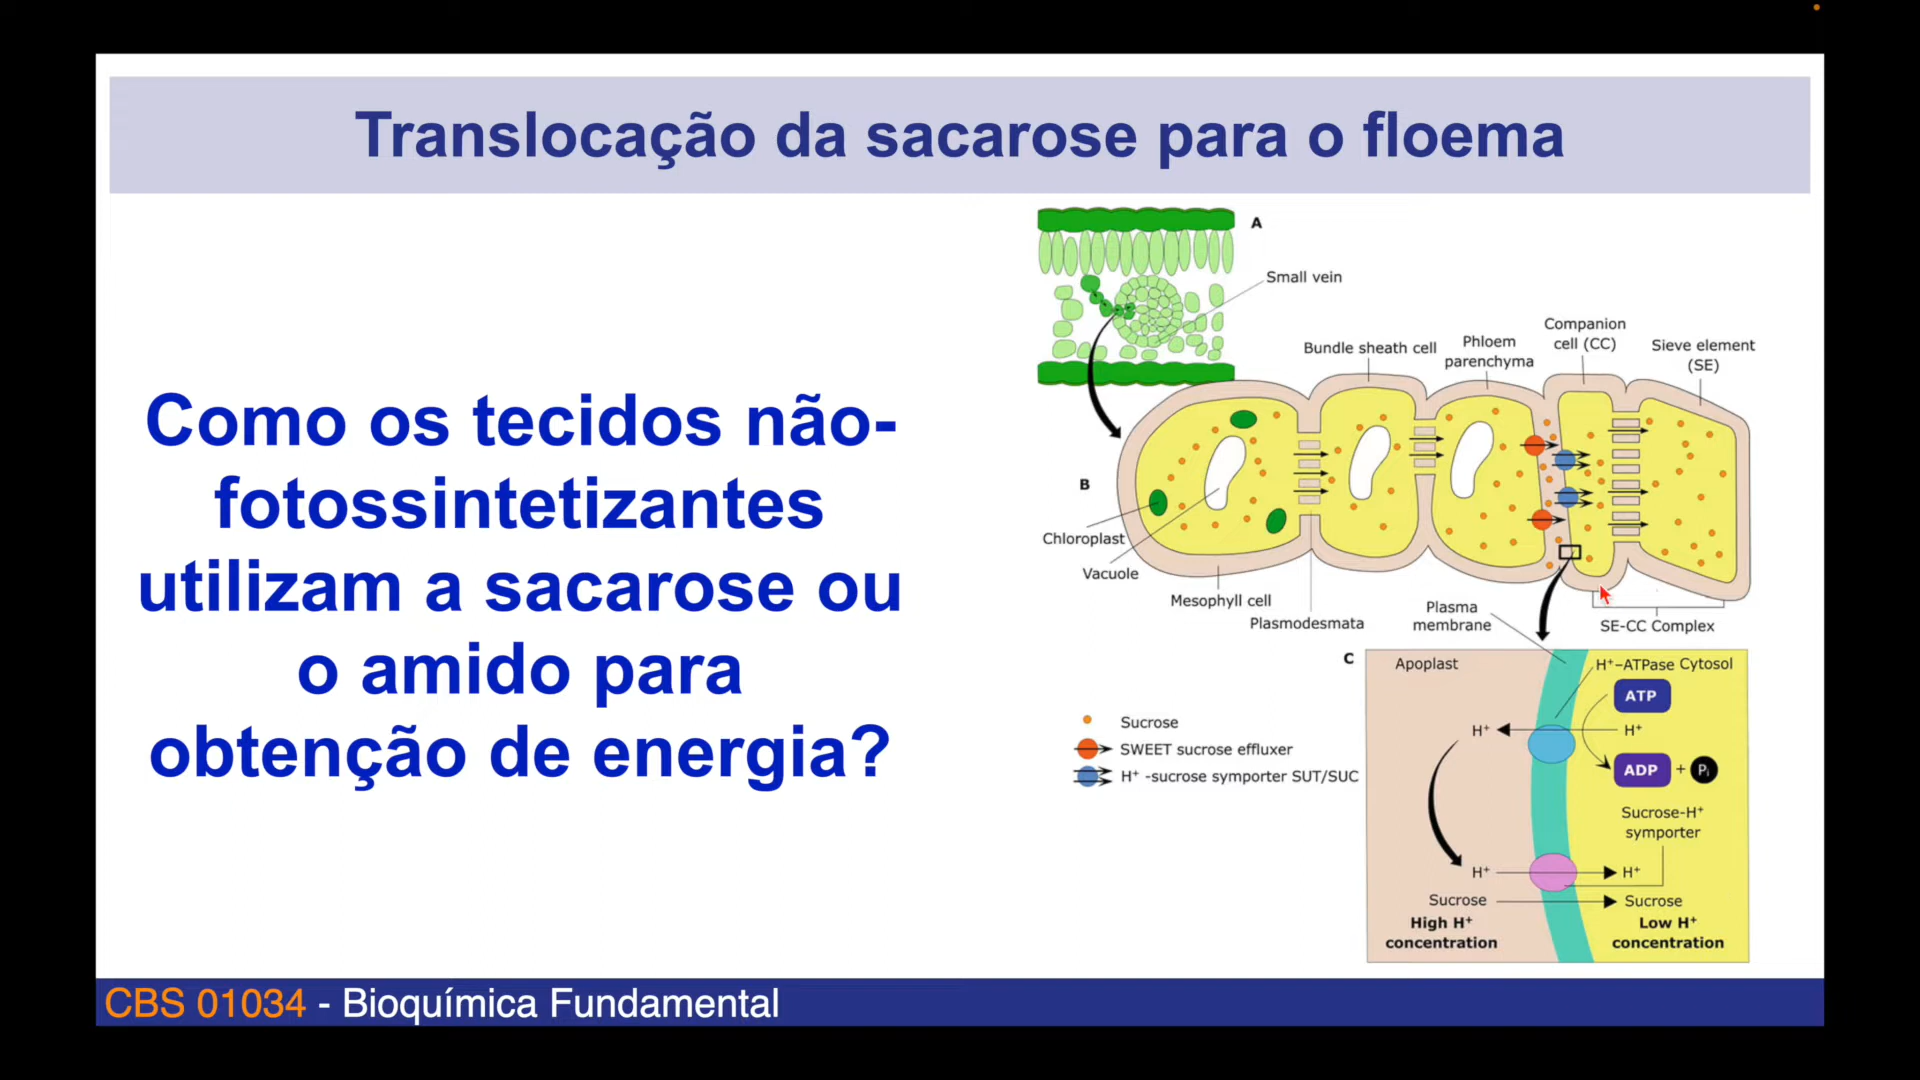 Translocação da sacarose para o floema
Como os tecidos não-
fotossintetizantes
utilizam a sacarose ou
o amido para
obtenção de energia?
A
Small vein
Bundle sheath cell
Phloem
parenchyma
Companion
cell (CC)
Sieve element
(SE)
B
Chloroplast
Vacuole
Mesophyll cell
Plasmodesmata
Plasma
membrane
SE-CC Complex
C
Apoplast
H⁺–ATPase Cytosol
ATP
H⁺
H⁺
ADP + Pᵢ
Sucrose-H⁺
symporter
H⁺
H⁺
Sucrose
Sucrose
High H⁺
concentration
Low H⁺
concentration
Sucrose
SWEET sucrose effluxer
H⁺ -sucrose symporter SUT/SUC
CBS 01034 - Bioquímica Fundamental